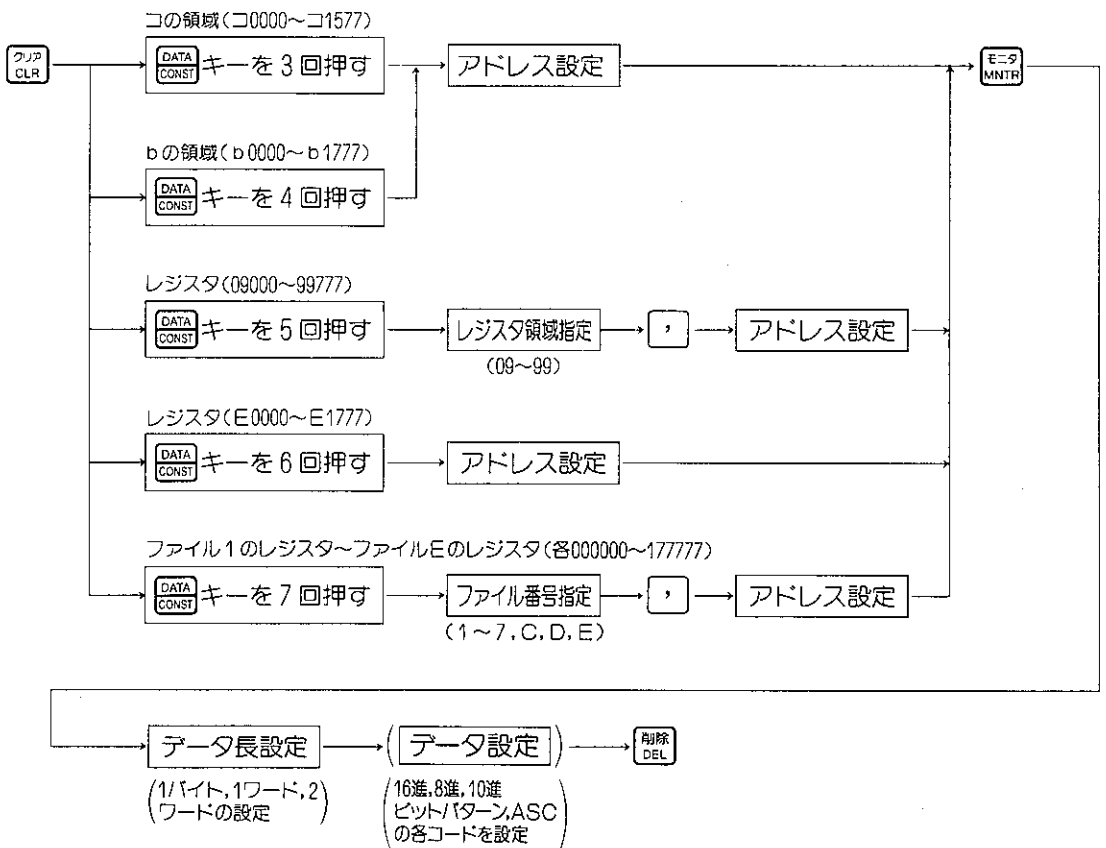 コの領域(コ0000~コ1577)
クリア
CLR
DATA
CONST
キーを3回押す
アドレス設定
モニタ
MNTR
bの領域(b0000~b1777)
DATA
CONST
キーを4回押す
レジスタ(09000~99777)
DATA
CONST
キーを5回押す
レジスタ領域指定
,
アドレス設定
(09~99)
レジスタ(E0000~E1777)
DATA
CONST
キーを6回押す
アドレス設定
ファイル1のレジスタ~ファイルEのレジスタ(各000000~177777)
DATA
CONST
キーを7回押す
ファイル番号指定
,
アドレス設定
(1~7,C,D,E)
データ長設定
(データ設定)
削除
DEL
(1バイト,1ワード,2
ワードの設定)
(16進,8進,10進
ビットパターン,ASC
の各コードを設定)